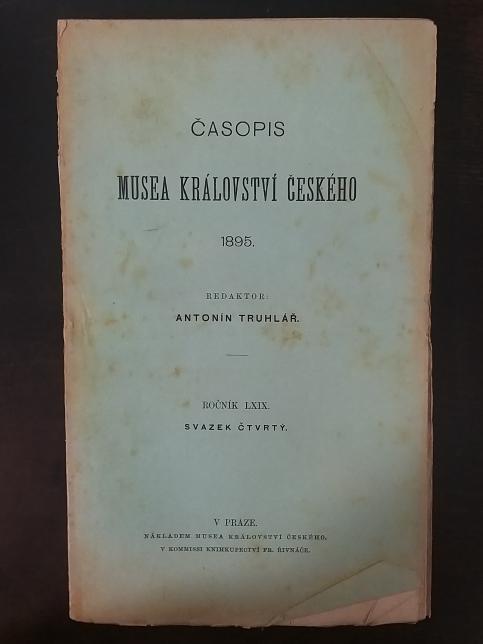 ČASOPIS
MUSEA KRÁLOVSTVÍ ČESKÉHO
1895.
REDAKTOR:
ANTONÍN TRUHLÁŘ.
ROČNÍK LXIX.
SVAZEK ČTVRTÝ.
V PRAZE.
NÁKLADEM MUSEA KRÁLOVSTVÍ ČESKÉHO.
V KOMMISSI KNIHKUPECTVÍ FR. ŘIVNÁČE.